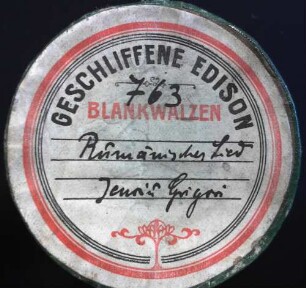 GESCHLIFFENE EDISON
763
BLANKWALZEN
Rumänisches Lied
Grigori